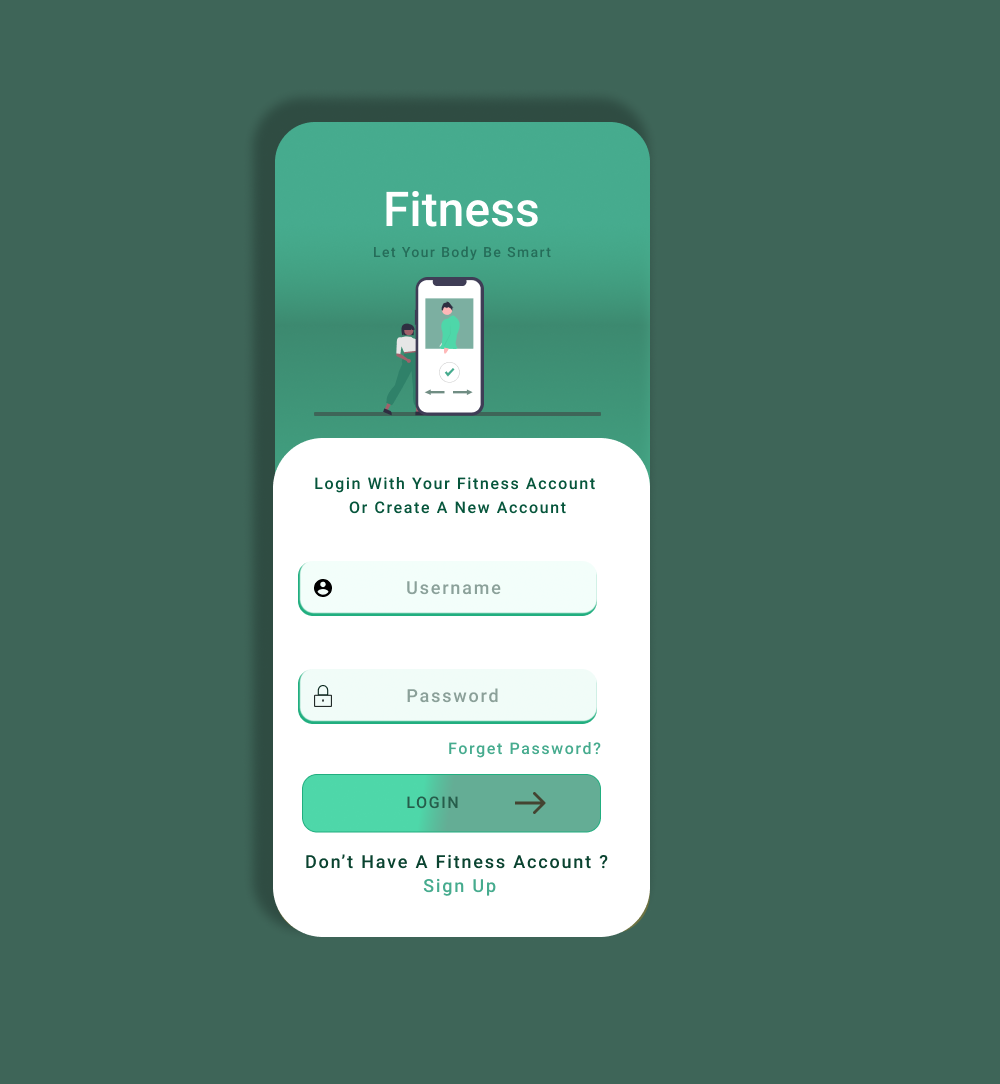 Fitness
Let Your Body Be Smart
Login With Your Fitness Account
Or Create A New Account
Username
Password
Forget Password?
LOGIN
Don’t Have A Fitness Account ?
Sign Up